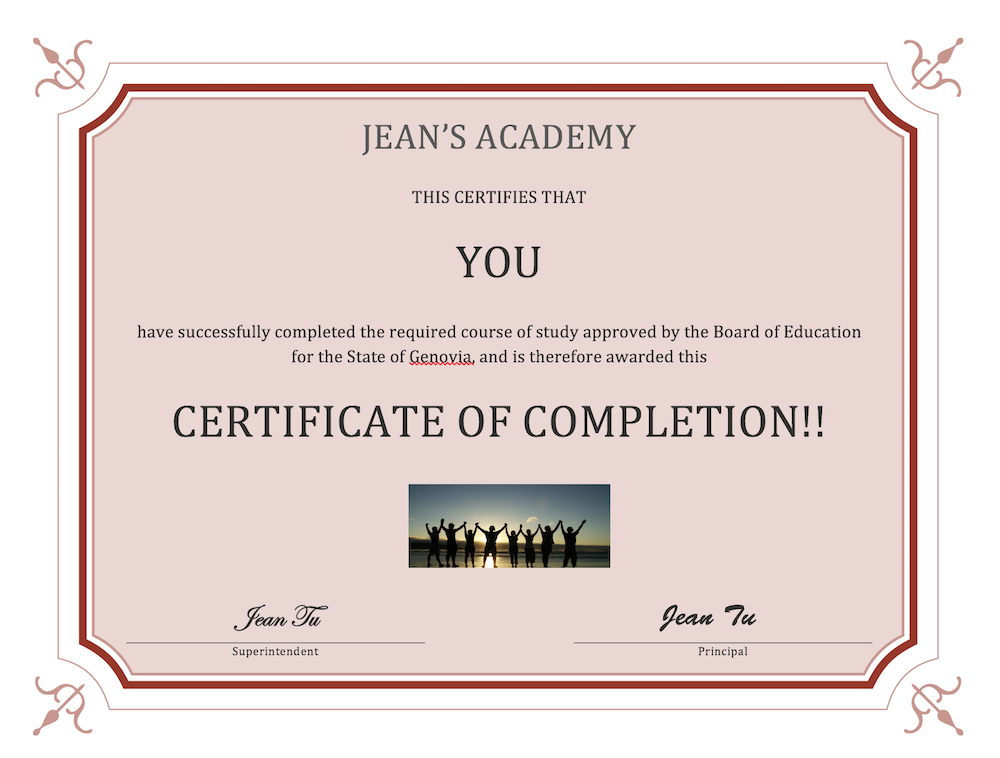 JEAN’S ACADEMY
THIS CERTIFIES THAT
YOU
have successfully completed the required course of study approved by the Board of Education
for the State of Genovia, and is therefore awarded this
CERTIFICATE OF COMPLETION!!
Jean Tu
Jean Tu
Superintendent
Principal